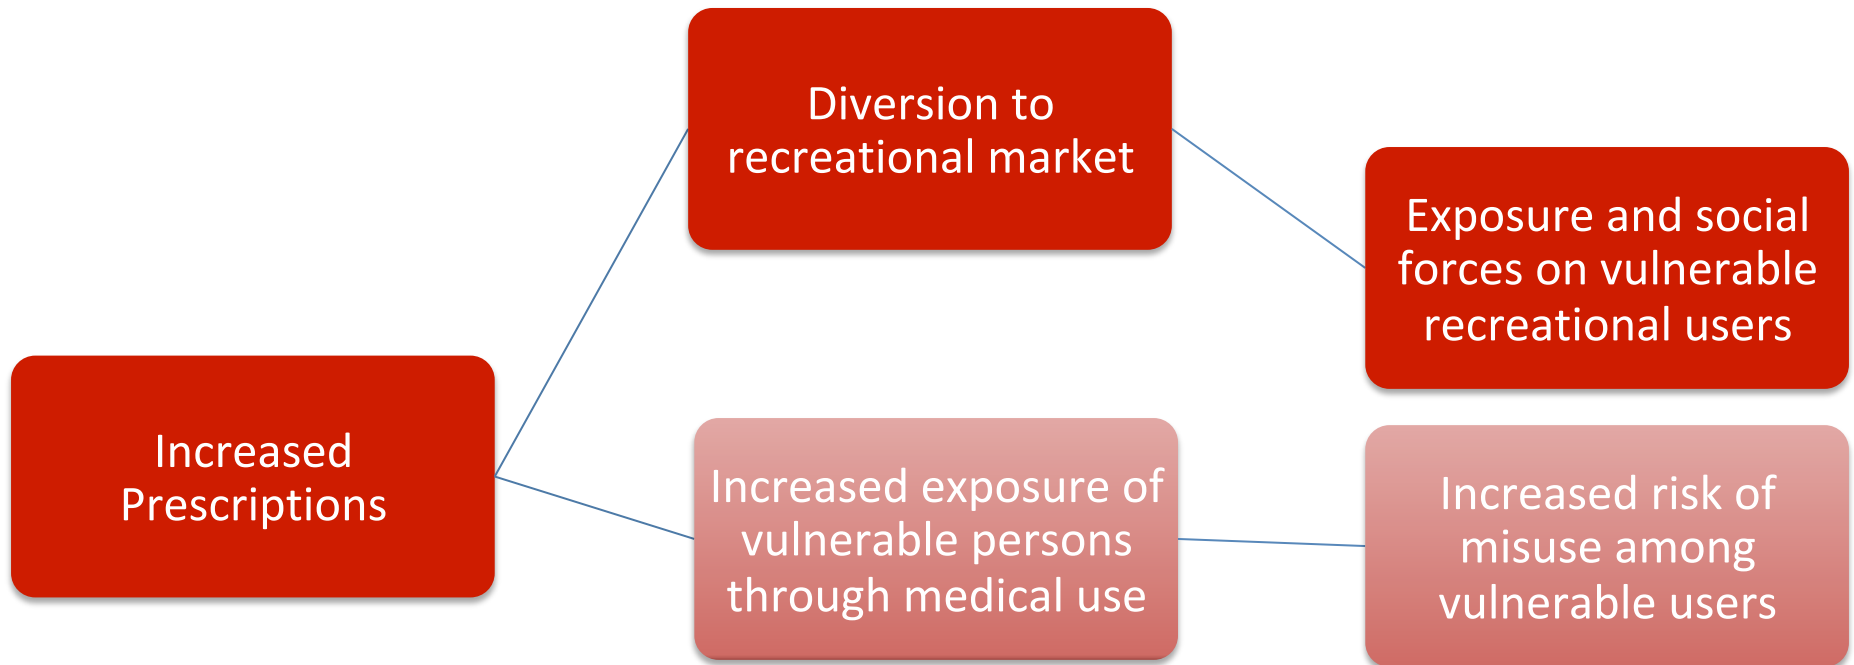 Diversion to
recreational market
Exposure and social
forces on vulnerable
recreational users
Increased
Prescriptions
Increased exposure of
vulnerable persons
through medical use
Increased risk of
misuse among
vulnerable users